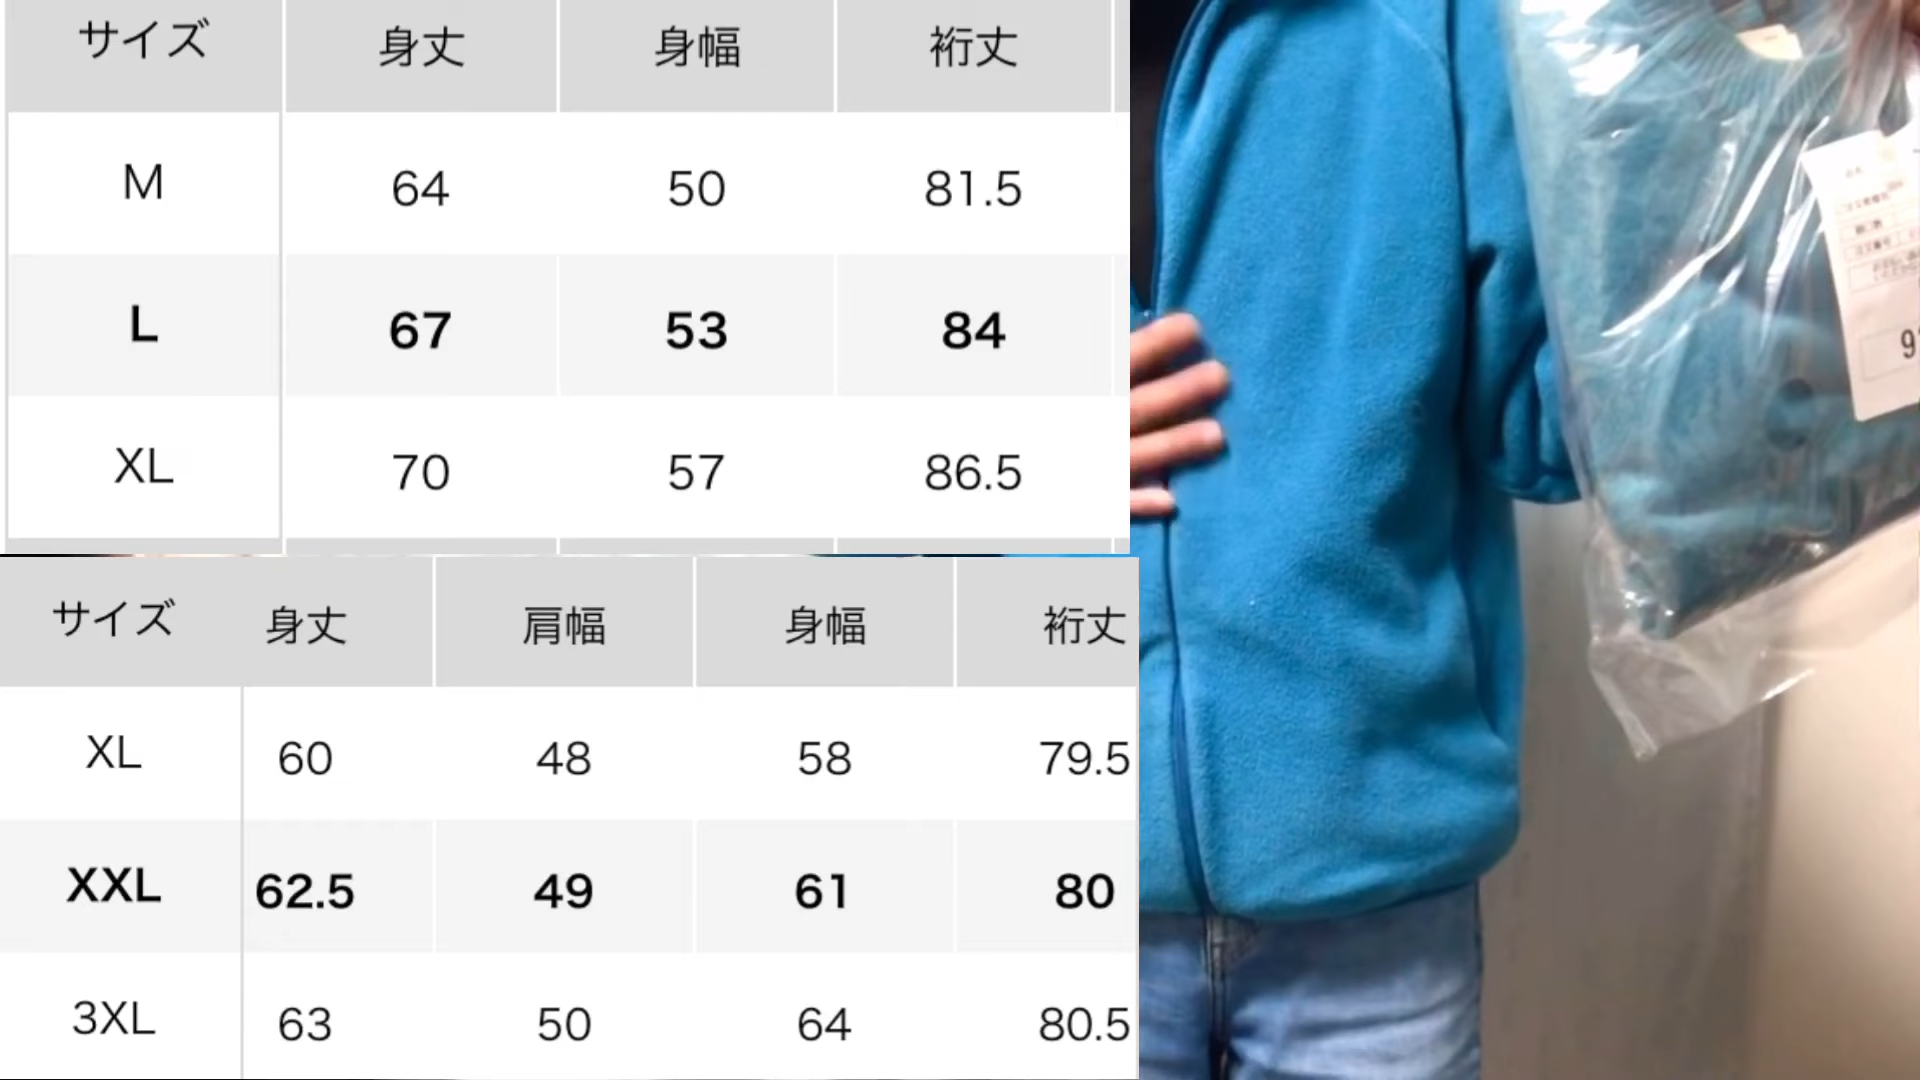 サイズ 身丈 身幅 裄丈
M 64 50 81.5
L 67 53 84
XL 70 57 86.5
サイズ 身丈 肩幅 身幅 裄丈
XL 60 48 58 79.5
XXL 62.5 49 61 80
3XL 63 50 64 80.5